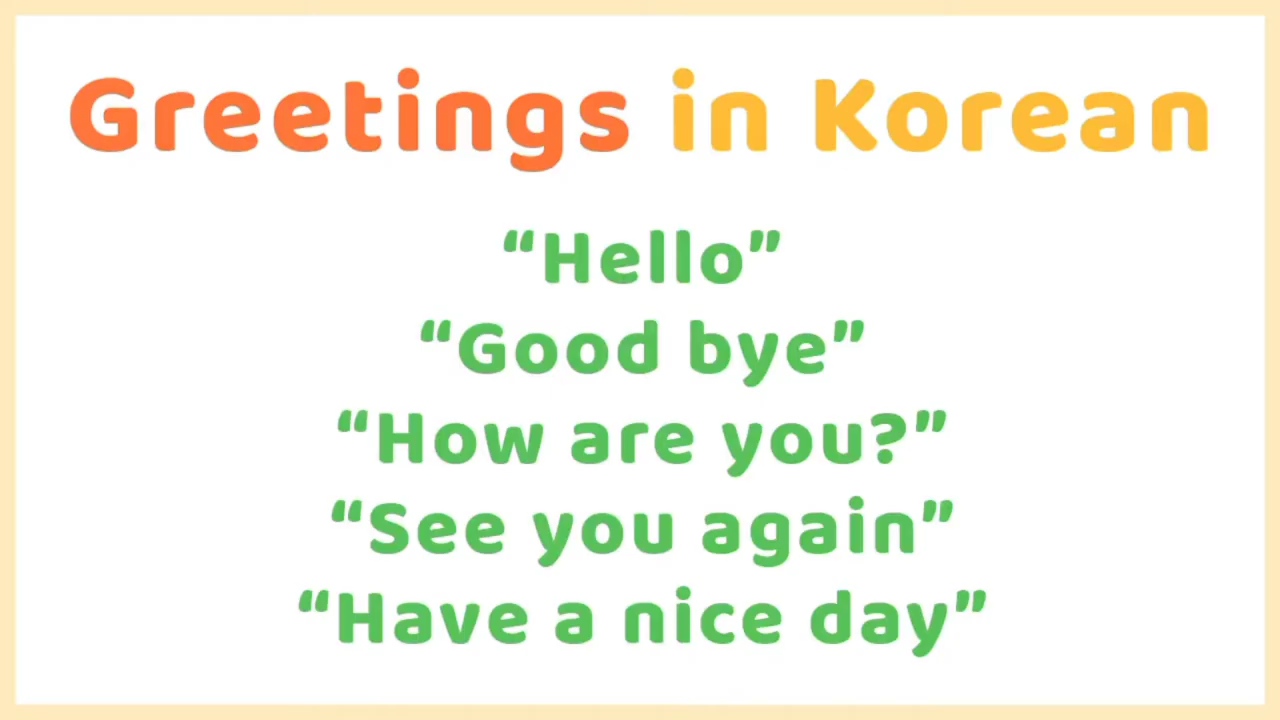 Greetings in Korean
“Hello”
“Good bye”
“How are you?”
“See you again”
“Have a nice day”